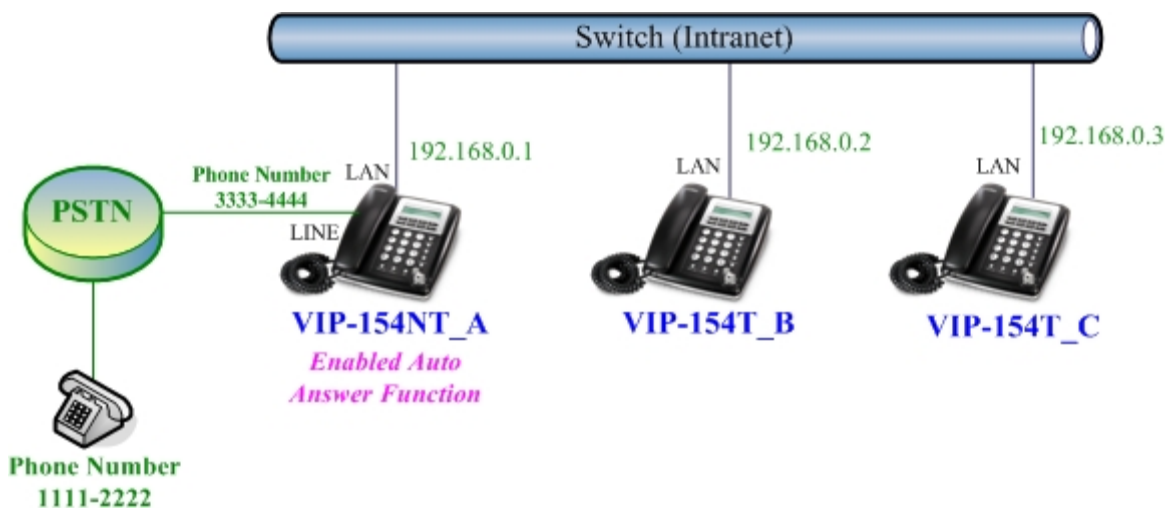 Switch (Intranet)
192.168.0.1
192.168.0.2
192.168.0.3
LAN
LAN
LAN
Phone Number
3333-4444
PSTN
LINE
VIP-154NT_A
VIP-154T_B
VIP-154T_C
Enabled Auto
Answer Function
Phone Number
1111-2222